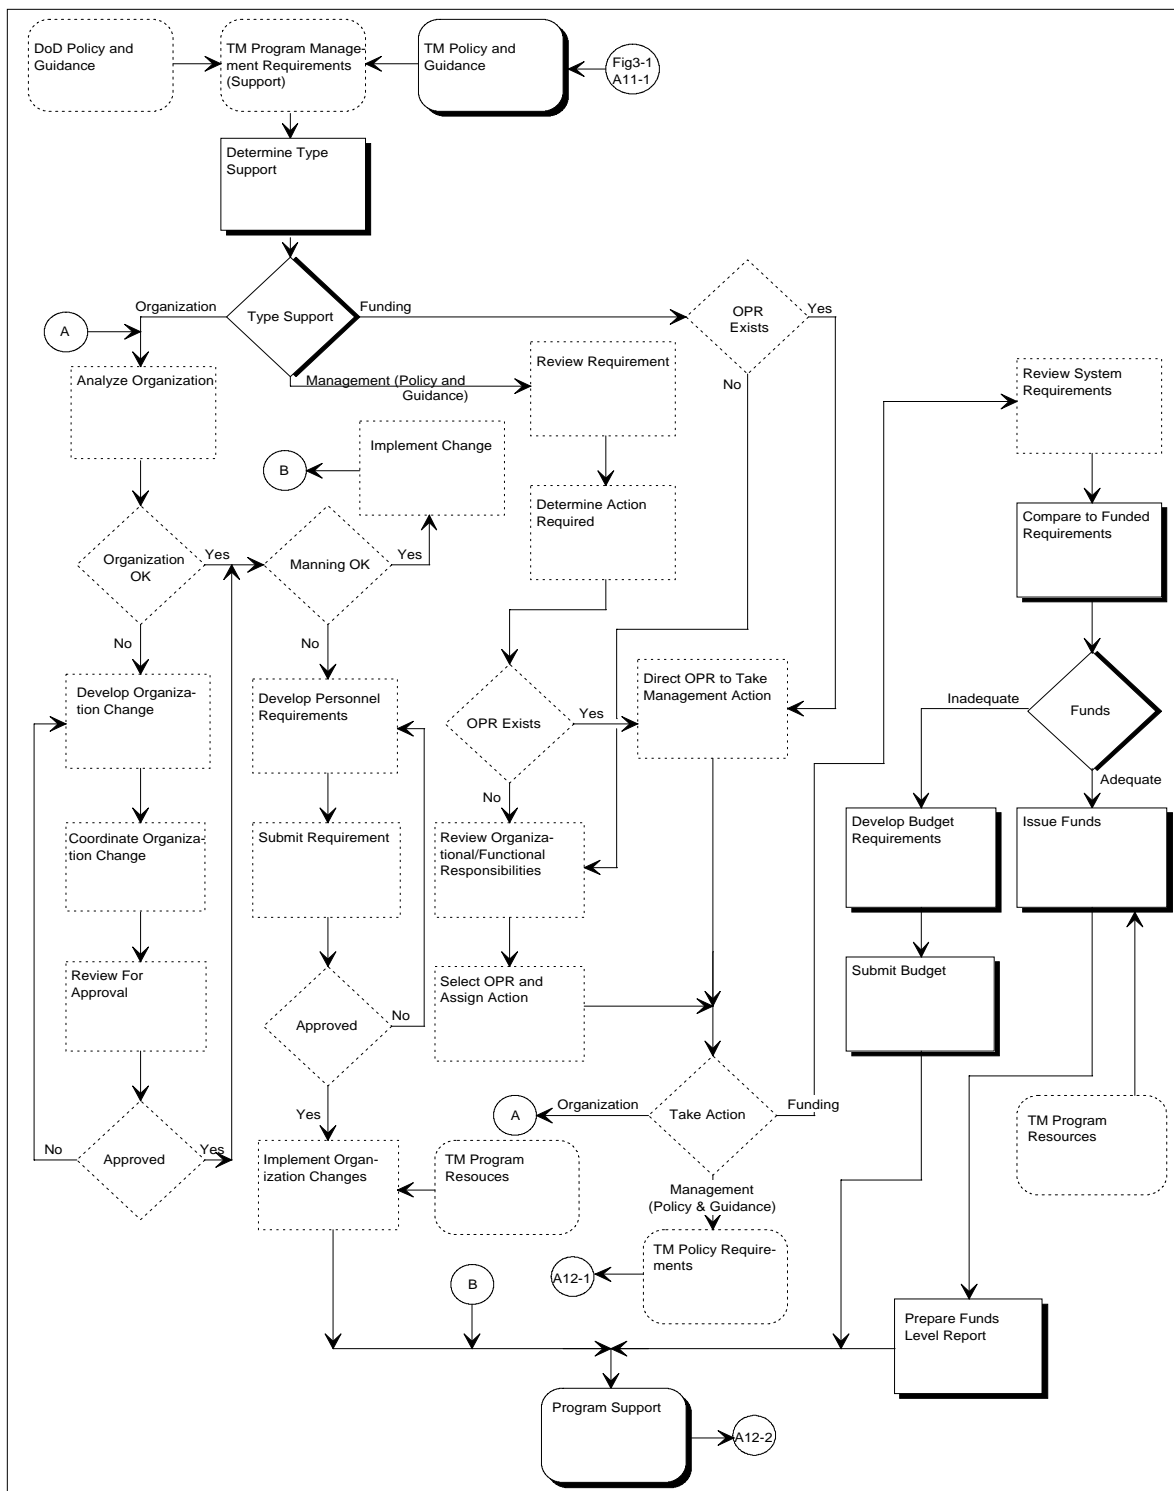 DoD Policy and
Guidance
TM Program Manage-
ment Requirements
(Support)
TM Policy and
Guidance
Fig3-1
A11-1
Determine Type
Support
Organization
Type Support
Funding
OPR
Exists
Yes
No
A
Analyze Organization
Management (Policy and
Guidance)
Review Requirement
Review System
Requirements
Implement Change
B
Determine Action
Required
Compare to Funded
Requirements
Organization
OK
Yes
Manning OK
Yes
No
No
Develop Organiza-
tion Change
Develop Personnel
Requirements
OPR Exists
Yes
Direct OPR to Take
Management Action
Inadequate
Funds
Adequate
No
Coordinate Organiza-
tion Change
Submit Requirement
Review Organiza-
tional/Functional
Responsibilities
Develop Budget
Requirements
Issue Funds
Review For
Approval
Approved
No
Select OPR and
Assign Action
Submit Budget
Yes
A
Organization
Take Action
Funding
TM Program
Resources
No
Approved
Yes
Implement Organ-
ization Changes
TM Program
Resouces
Management
(Policy & Guidance)
TM Policy Require-
ments
A12-1
B
Prepare Funds
Level Report
Program Support
A12-2